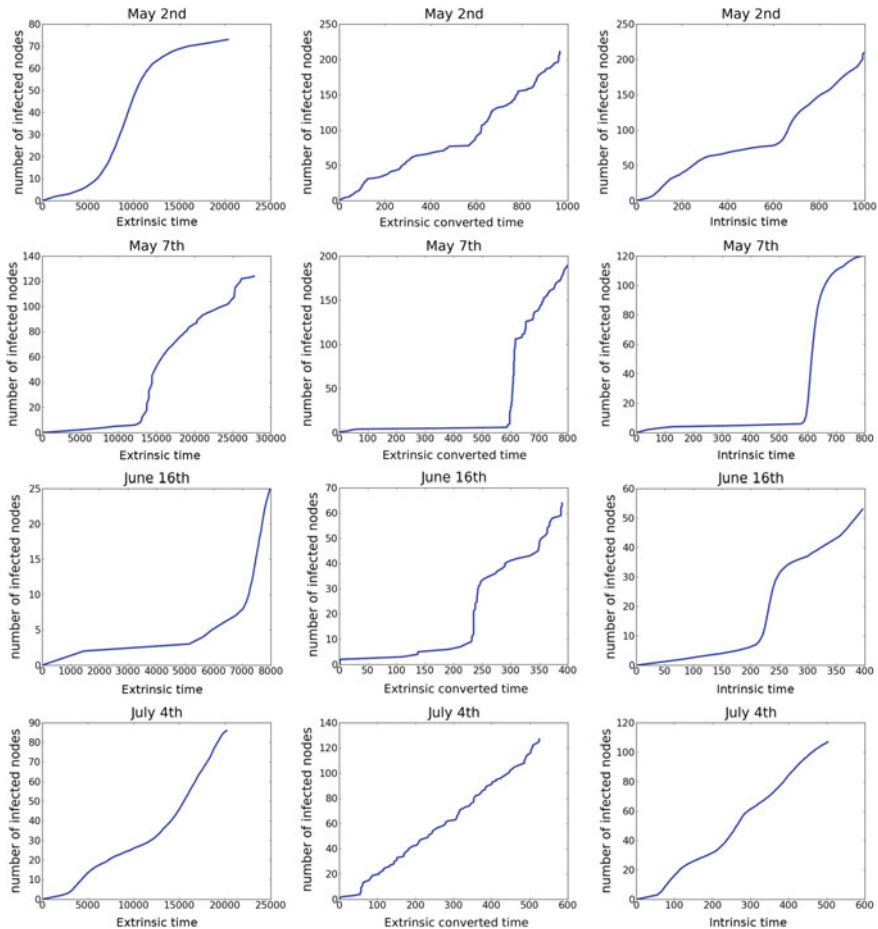 May 2nd
number of infected nodes
80
70
60
50
40
30
20
10
0
0 5000 10000 15000 20000 25000
Extrinsic time
May 2nd
number of infected nodes
250
200
150
100
50
0
0 200 400 600 800 1000
Extrinsic converted time
May 2nd
number of infected nodes
250
200
150
100
50
0
0 200 400 600 800 1000
Intrinsic time
May 7th
number of infected nodes
140
120
100
80
60
40
20
0
0 5000 10000 15000 20000 25000 30000
Extrinsic time
May 7th
number of infected nodes
200
150
100
50
0
0 100 200 300 400 500 600 700 800
Extrinsic converted time
May 7th
number of infected nodes
120
100
80
60
40
20
0
0 100 200 300 400 500 600 700 800
Intrinsic time
June 16th
number of infected nodes
25
20
15
10
5
0
0 1000 2000 3000 4000 5000 6000 7000 8000
Extrinsic time
June 16th
number of infected nodes
70
60
50
40
30
20
10
0
0 50 100 150 200 250 300 350 400
Extrinsic converted time
June 16th
number of infected nodes
60
50
40
30
20
10
0
0 50 100 150 200 250 300 350 400
Intrinsic time
July 4th
number of infected nodes
90
80
70
60
50
40
30
20
10
0
0 5000 10000 15000 20000 25000
Extrinsic time
July 4th
number of infected nodes
140
120
100
80
60
40
20
0
0 100 200 300 400 500 600
Extrinsic converted time
July 4th
number of infected nodes
120
100
80
60
40
20
0
0 100 200 300 400 500 600
Intrinsic time